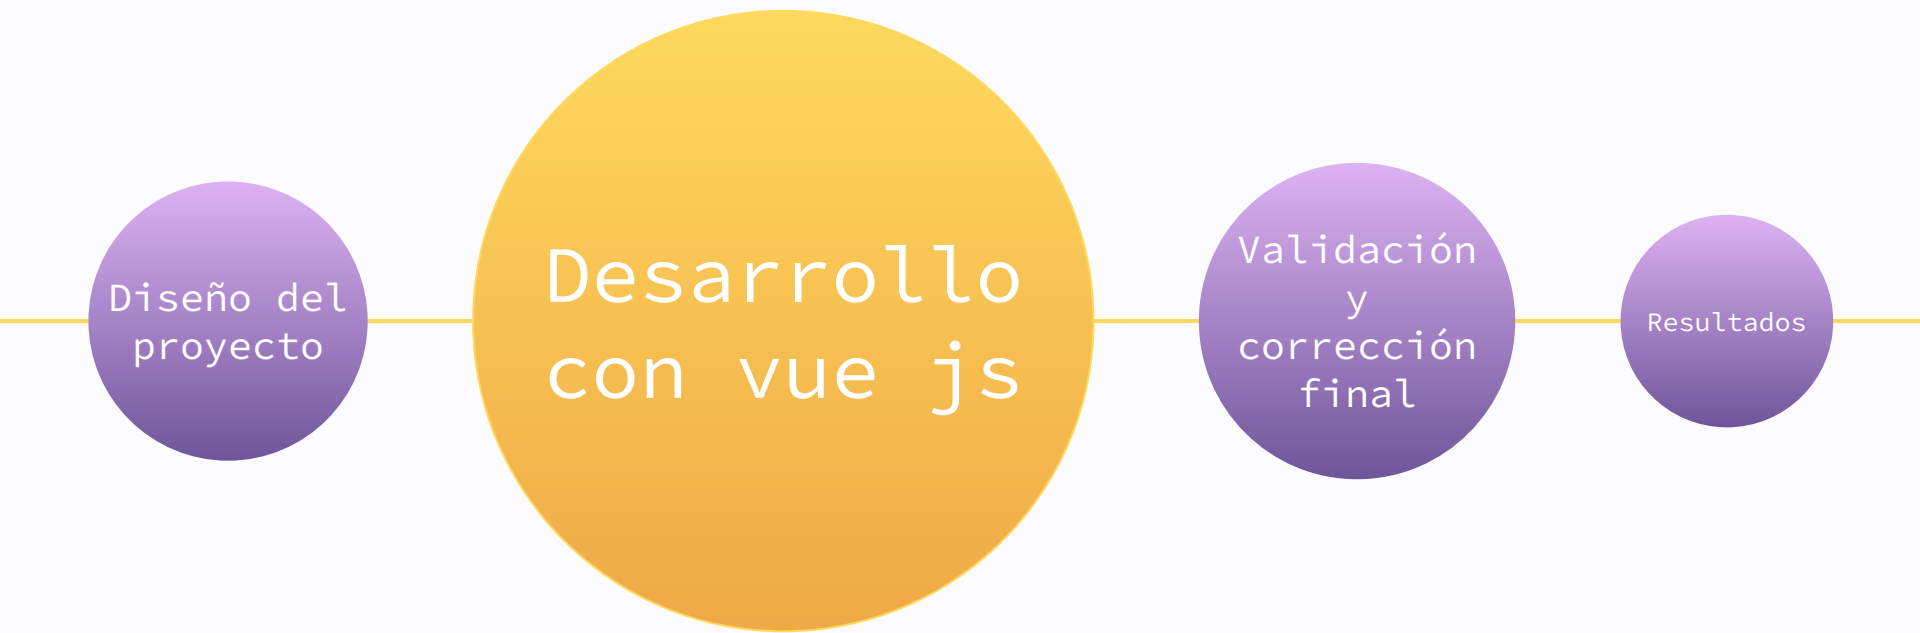 Diseño del
proyecto
Desarrollo
con vue js
Validación
y
corrección
final
Resultados